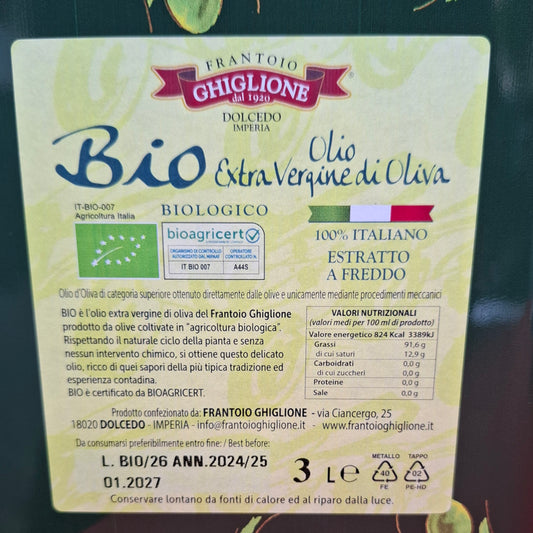 FRANTOIO
GHIGLIONE
dal 1920
DOLCEDO
IMPERIA
Bio
Olio
Extra Vergine di Oliva
IT-BIO-007
Agricoltura Italia
BIOLOGICO
bioagricert
ORGANISMO DI CONTROLLO AUTORIZZATO DAL MIPAAF
OPERATORE CONTROLLATO N.
IT BIO 007
A44S
100% ITALIANO
ESTRATTO
A FREDDO
Olio d'Oliva di categoria superiore ottenuto direttamente dalle olive e unicamente mediante procedimenti meccanici
BIO è l'olio extra vergine di oliva del Frantoio Ghiglione
prodotto da olive coltivate in "agricoltura biologica".
Rispettando il naturale ciclo della pianta e senza
nessun intervento chimico, si ottiene questo delicato
olio, ricco di quei sapori della più tipica tradizione ed
esperienza contadina.
BIO è certificato da BIOAGRICERT.
VALORI NUTRIZIONALI
(valori medi per 100 ml di prodotto)
Valore energetico 824 Kcal 3389kJ
Grassi 91,6 g
di cui saturi 12,9 g
Carboidrati 0,0 g
di cui zuccheri 0,0 g
Proteine 0,0 g
Sale 0,0 g
Prodotto confezionato da: FRANTOIO GHIGLIONE - via Ciancergo, 25
18020 DOLCEDO - IMPERIA - info@frantoioghiglione.it - www.frantoioghiglione.it
Da consumarsi preferibilmente entro fine: / Best before:
L. BIO/26 ANN.2024/25
01.2027
3 L e
METALLO TAPPO
40 02
FE PE-HD
Conservare lontano da fonti di calore ed al riparo dalla luce.